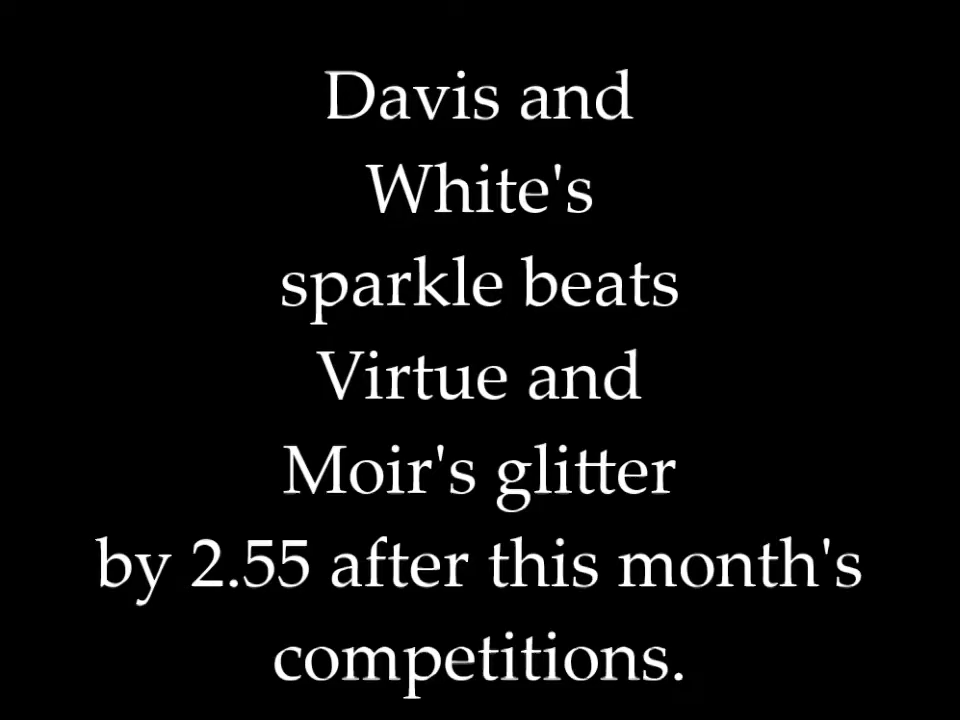 Davis and
White's
sparkle beats
Virtue and
Moir's glitter
by 2.55 after this month's
competitions.